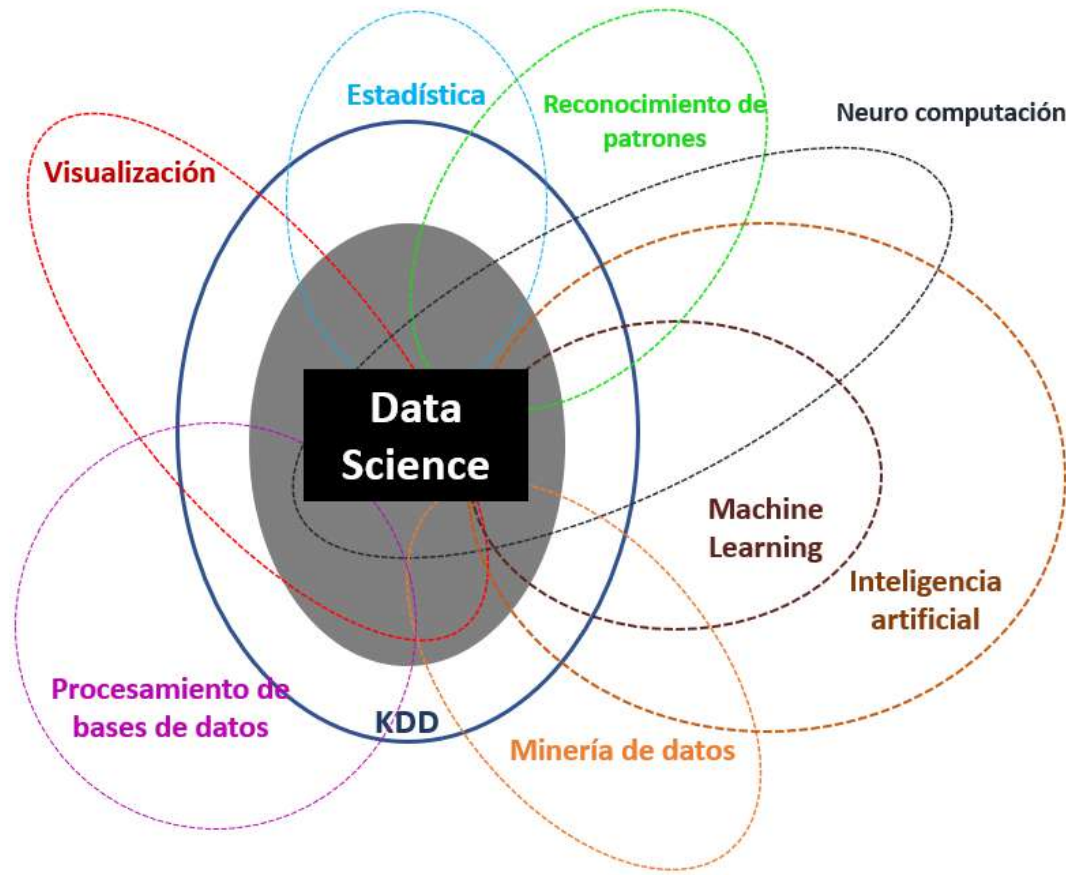 Estadística
Reconocimiento de
patrones
Neuro computación
Visualización
Data
Science
Machine
Learning
Inteligencia
artificial
Procesamiento de
bases de datos
KDD
Minería de datos